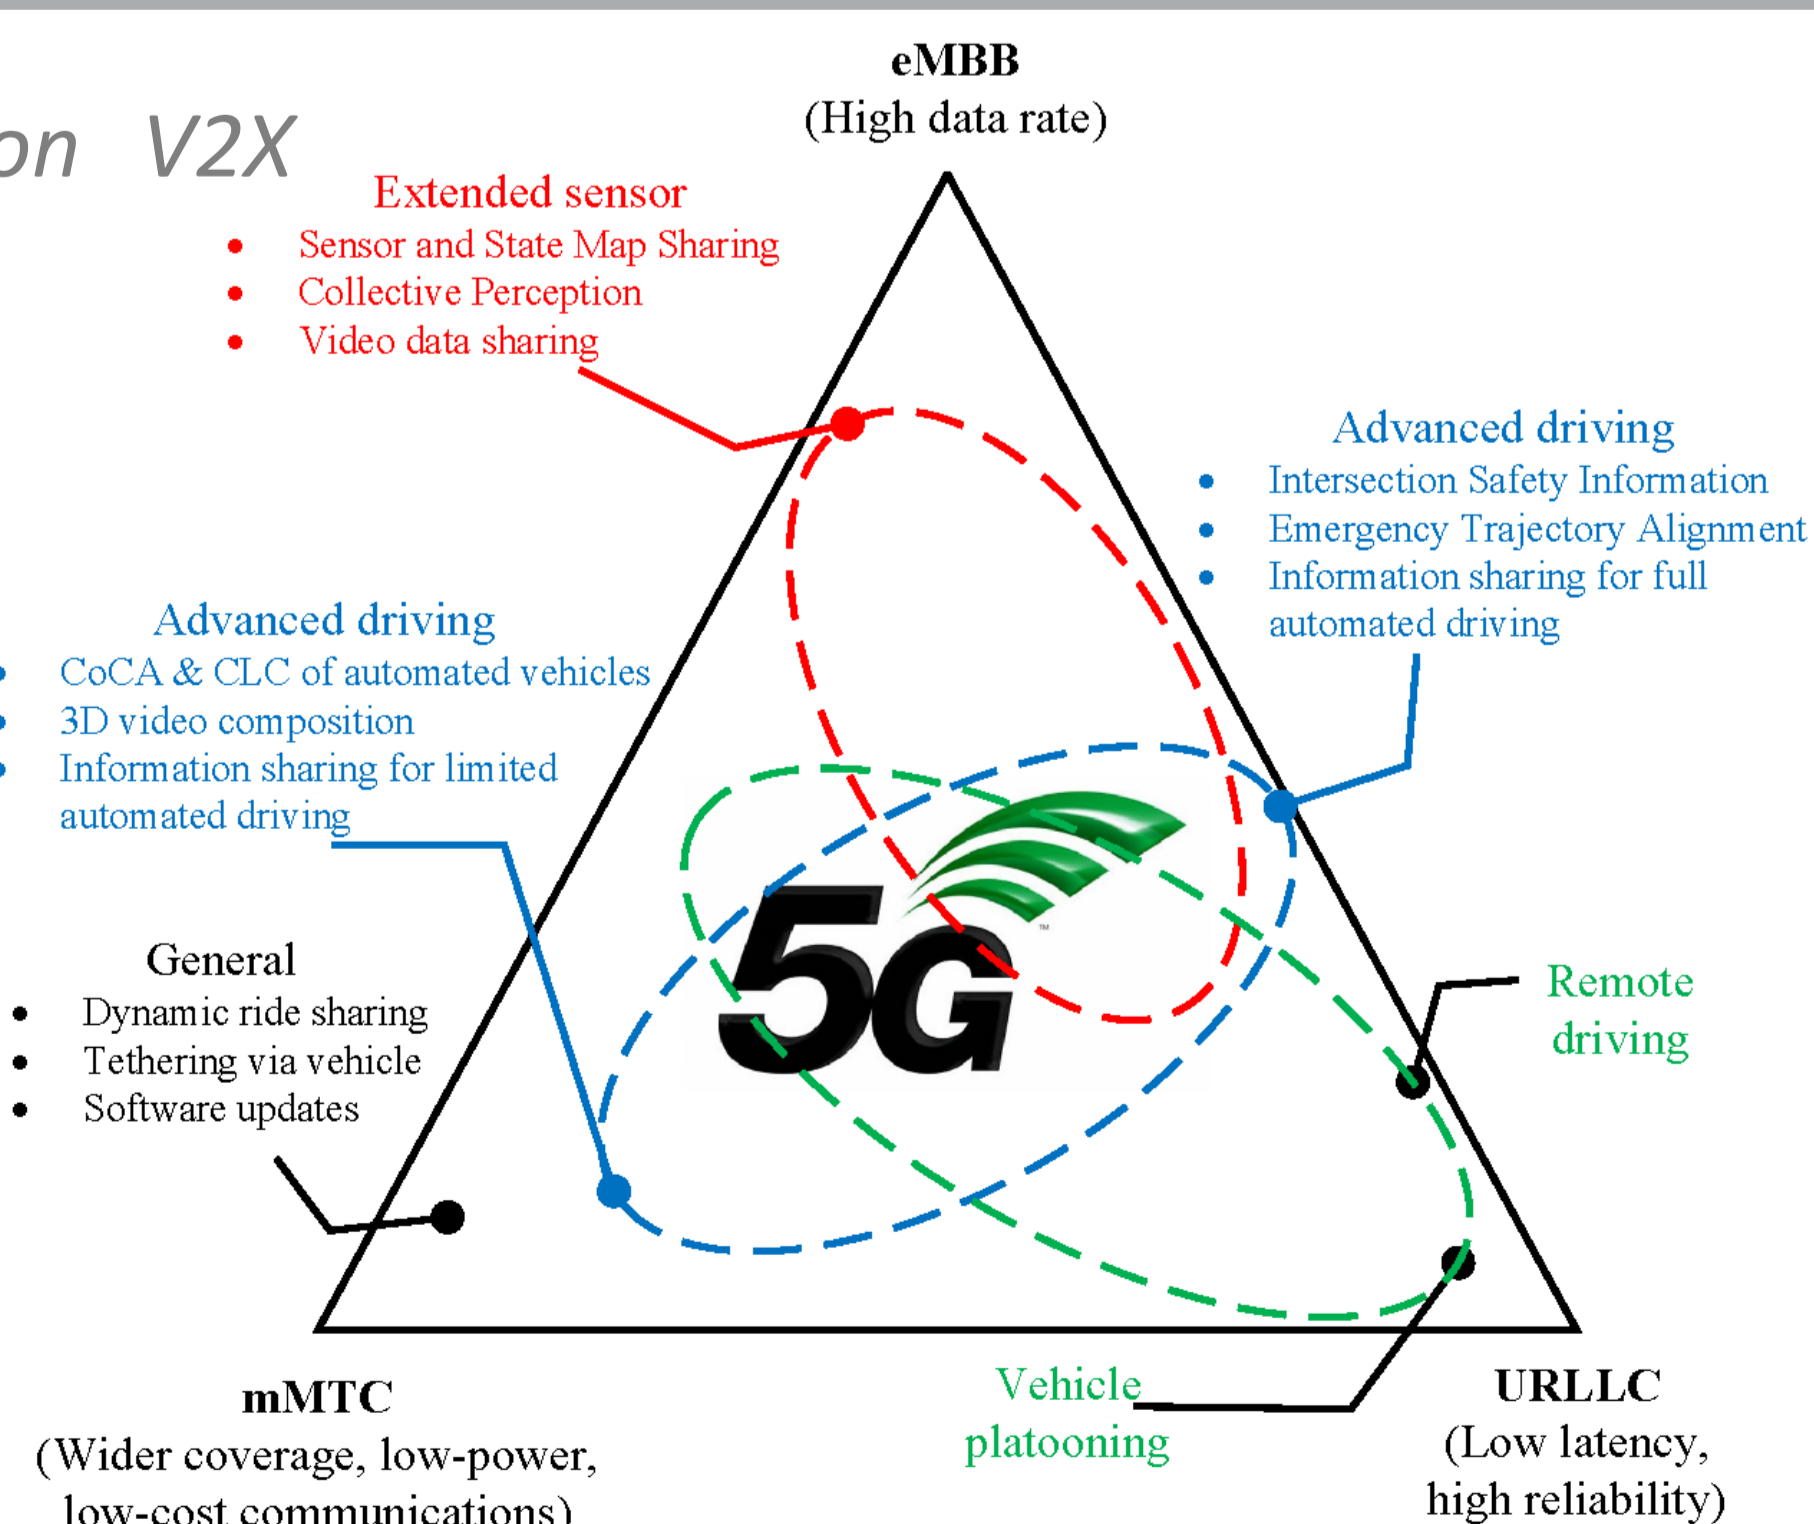 on V2X
eMBB
(High data rate)
Extended sensor
• Sensor and State Map Sharing
• Collective Perception
• Video data sharing
Advanced driving
• Intersection Safety Information
• Emergency Trajectory Alignment
• Information sharing for full
automated driving
Advanced driving
• CoCA & CLC of automated vehicles
• 3D video composition
• Information sharing for limited
automated driving
5G
TM
General
• Dynamic ride sharing
• Tethering via vehicle
• Software updates
Remote
driving
Vehicle
platooning
mMTC
(Wider coverage, low-power,
low-cost communications)
URLLC
(Low latency,
high reliability)